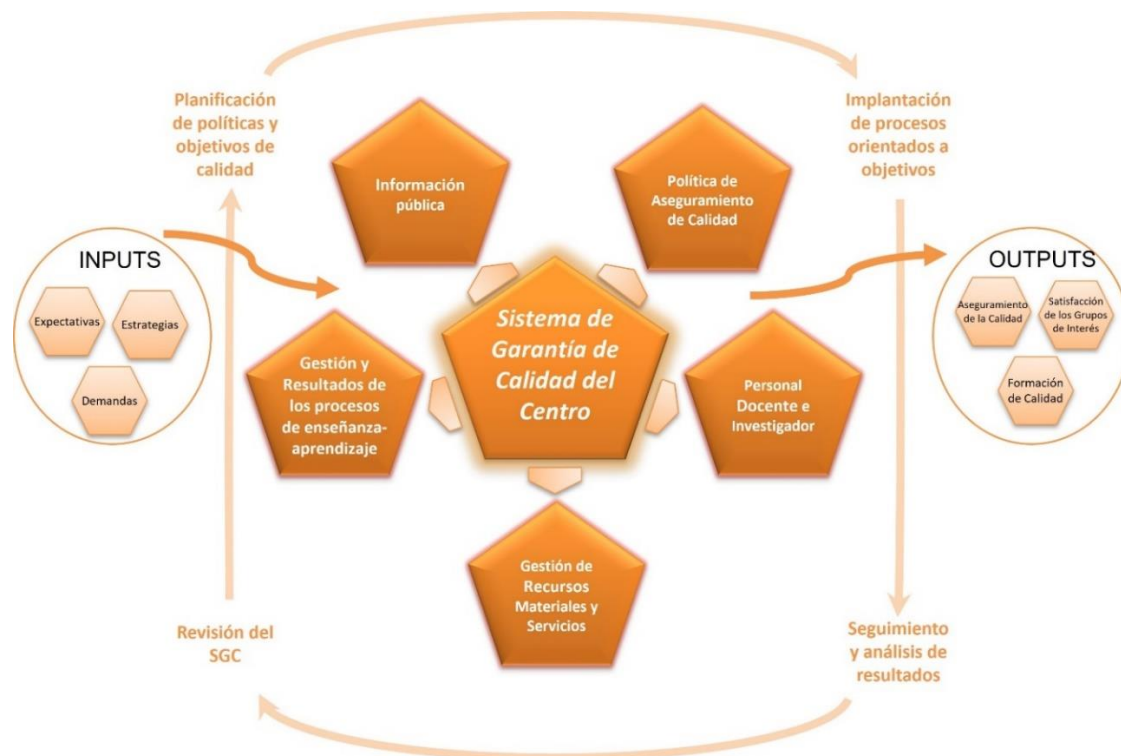 Planificación
de políticas y
objetivos de
calidad
Implantación
de procesos
orientados a
objetivos
Información
pública
Política de
Aseguramiento
de Calidad
INPUTS
Expectativas
Estrategias
Demandas
OUTPUTS
Aseguramiento
de la Calidad
Satisfacción
de los Grupos
de Interés
Formación
de Calidad
Sistema de
Garantía de
Calidad del
Centro
Gestión y
Resultados de
los procesos
de enseñanza-
aprendizaje
Personal
Docente e
Investigador
Gestión de
Recursos
Materiales y
Servicios
Revisión del
SGC
Seguimiento
y análisis de
resultados